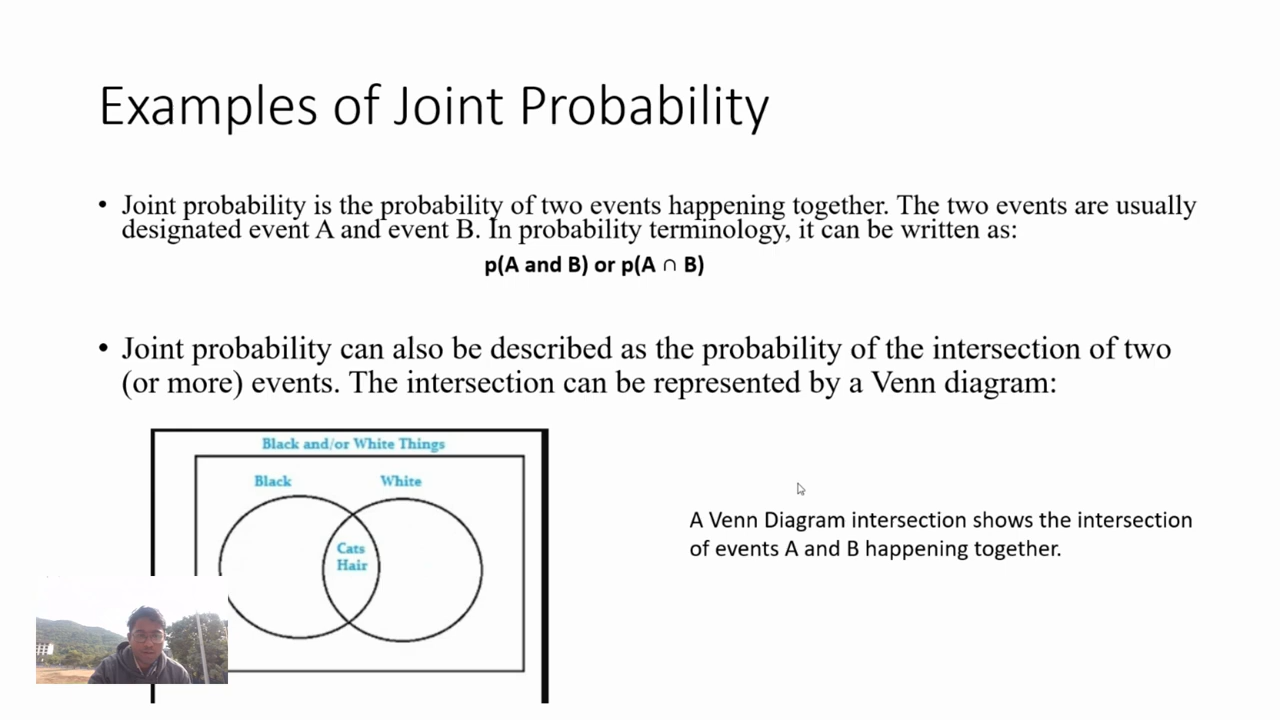 Examples of Joint Probability
• Joint probability is the probability of two events happening together. The two events are usually
designated event A and event B. In probability terminology, it can be written as:
p(A and B) or p(A ∩ B)
• Joint probability can also be described as the probability of the intersection of two
(or more) events. The intersection can be represented by a Venn diagram:
Black and/or White Things
Black
White
Cats
Hair
A Venn Diagram intersection shows the intersection
of events A and B happening together.